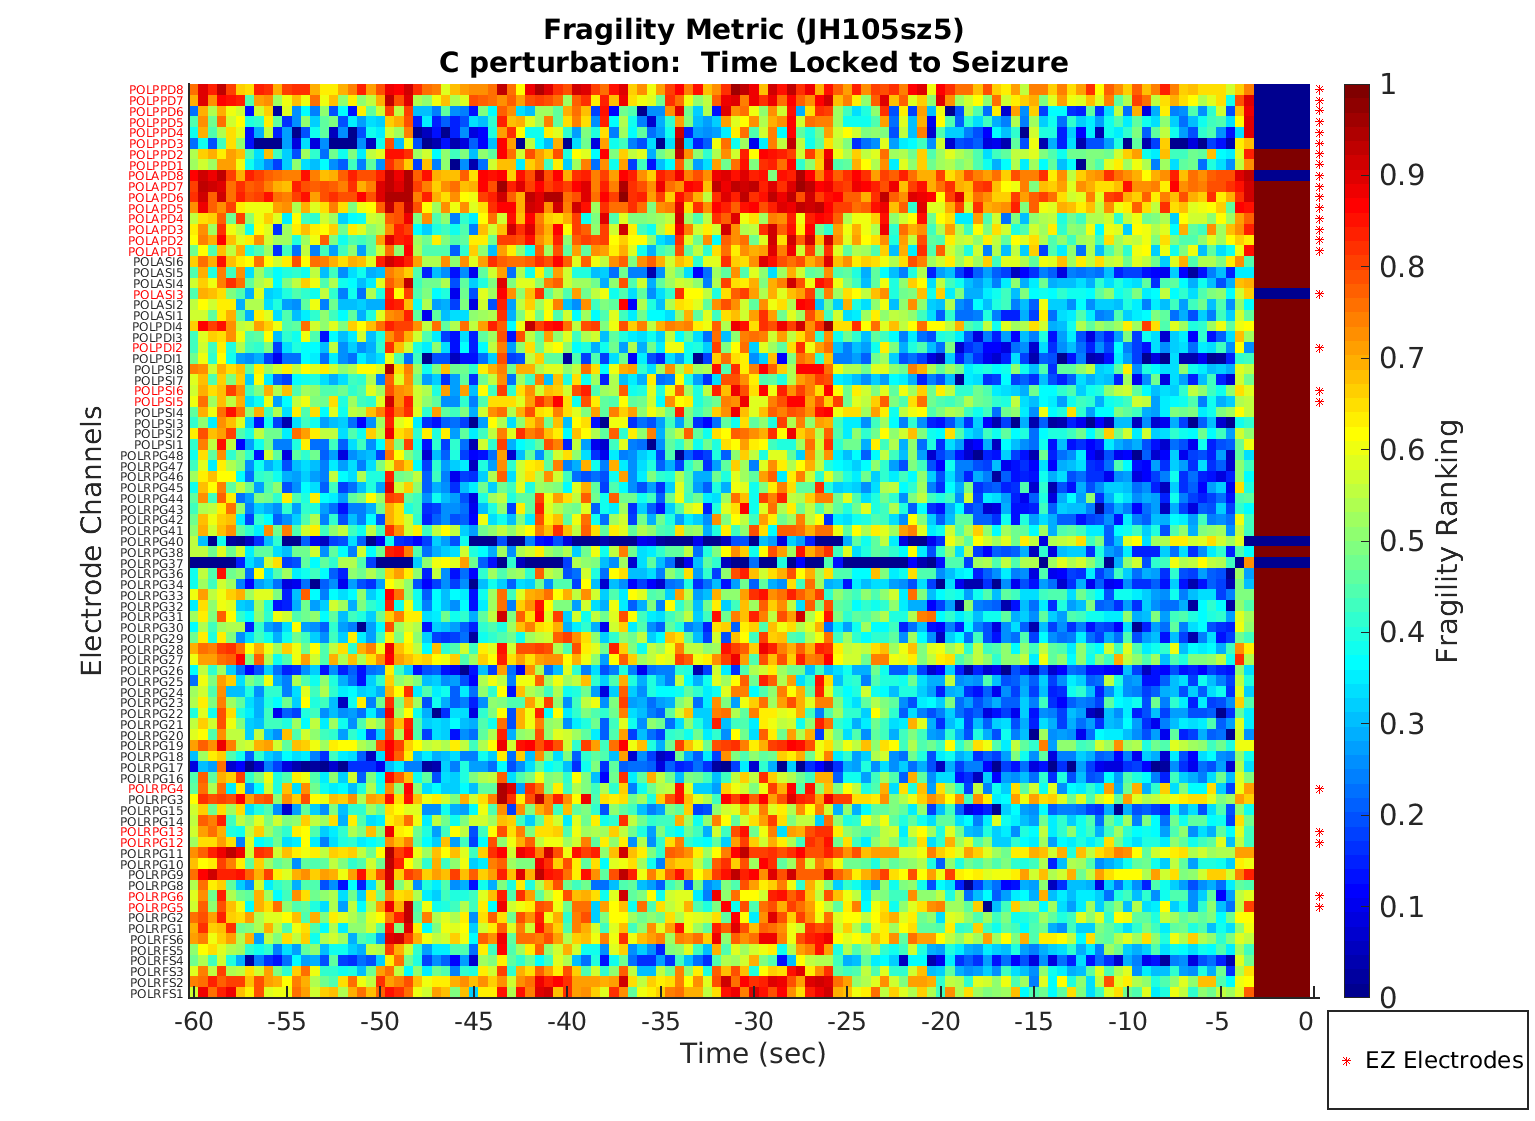 Fragility Metric (JH105sz5)
C perturbation:  Time Locked to Seizure
Electrode Channels
POLPPD8
POLPPD7
POLPPD6
POLPPD5
POLPPD4
POLPPD3
POLPPD2
POLPPD1
POLAPD8
POLAPD7
POLAPD6
POLAPD5
POLAPD4
POLAPD3
POLAPD2
POLAPD1
POLASI6
POLASI5
POLASI4
POLASI3
POLASI2
POLASI1
POLPDI4
POLPDI3
POLPDI2
POLPDI1
POLPSI8
POLPSI7
POLPSI6
POLPSI5
POLPSI4
POLPSI3
POLPSI2
POLPSI1
POLRPG48
POLRPG47
POLRPG46
POLRPG45
POLRPG44
POLRPG43
POLRPG42
POLRPG41
POLRPG40
POLRPG38
POLRPG37
POLRPG36
POLRPG34
POLRPG33
POLRPG32
POLRPG31
POLRPG30
POLRPG29
POLRPG28
POLRPG27
POLRPG26
POLRPG25
POLRPG24
POLRPG23
POLRPG22
POLRPG21
POLRPG20
POLRPG19
POLRPG18
POLRPG17
POLRPG16
POLRPG4
POLRPG3
POLRPG15
POLRPG14
POLRPG13
POLRPG12
POLRPG11
POLRPG10
POLRPG9
POLRPG8
POLRPG6
POLRPG5
POLRPG2
POLRPG1
POLRFS6
POLRFS5
POLRFS4
POLRFS3
POLRFS2
POLRFS1
-60 -55 -50 -45 -40 -35 -30 -25 -20 -15 -10 -5 0
Time (sec)
1
0.9
0.8
0.7
0.6
0.5
0.4
0.3
0.2
0.1
0
Fragility Ranking
EZ Electrodes